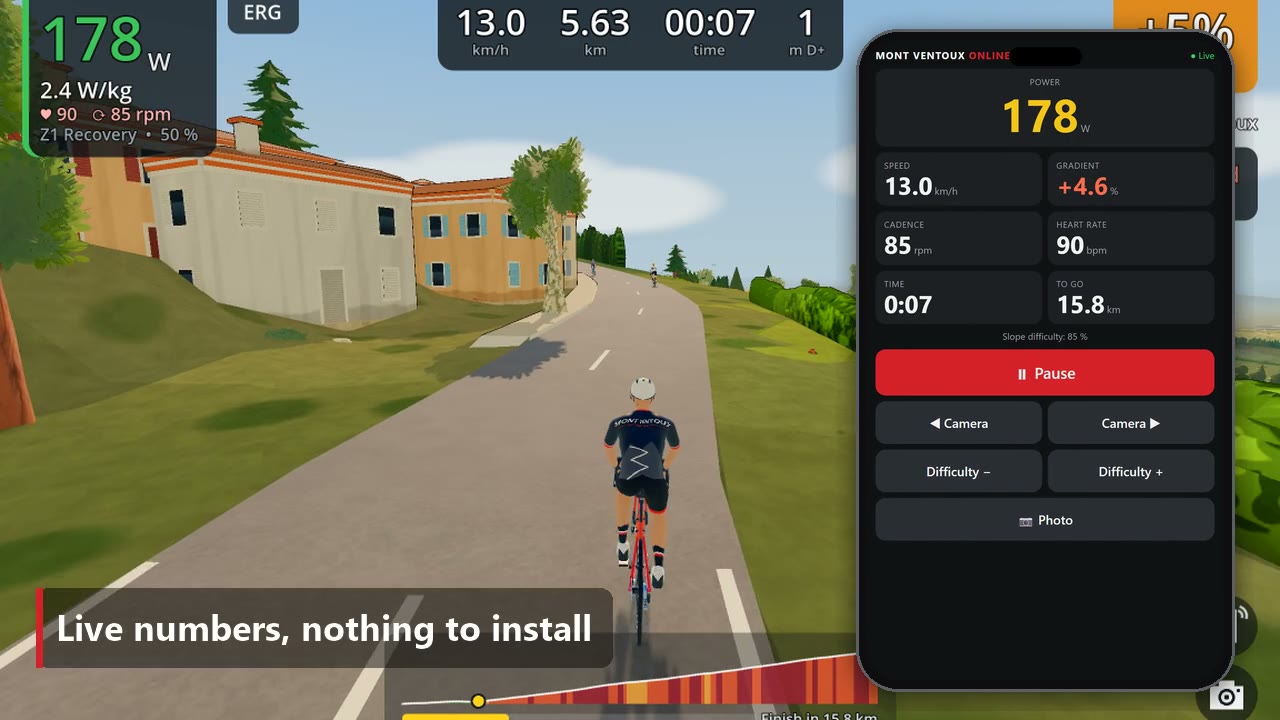 178 W
2.4 W/kg
♥ 90 85 rpm
Z1 Recovery • 50 %
ERG
13.0 5.63 00:07 1
km/h km time m D+
+5%
MONT VENTOUX ONLINE
● Live
POWER
178 W
SPEED
13.0 km/h
GRADIENT
+4.6 %
CADENCE
85 rpm
HEART RATE
90 bpm
TIME
0:07
TO GO
15.8 km
Slope difficulty: 85 %
⏸ Pause
◀ Camera
Camera ▶
Difficulty −
Difficulty +
📷 Photo
MONT VENTOUX
Live numbers, nothing to install
Finish in 15.8 km